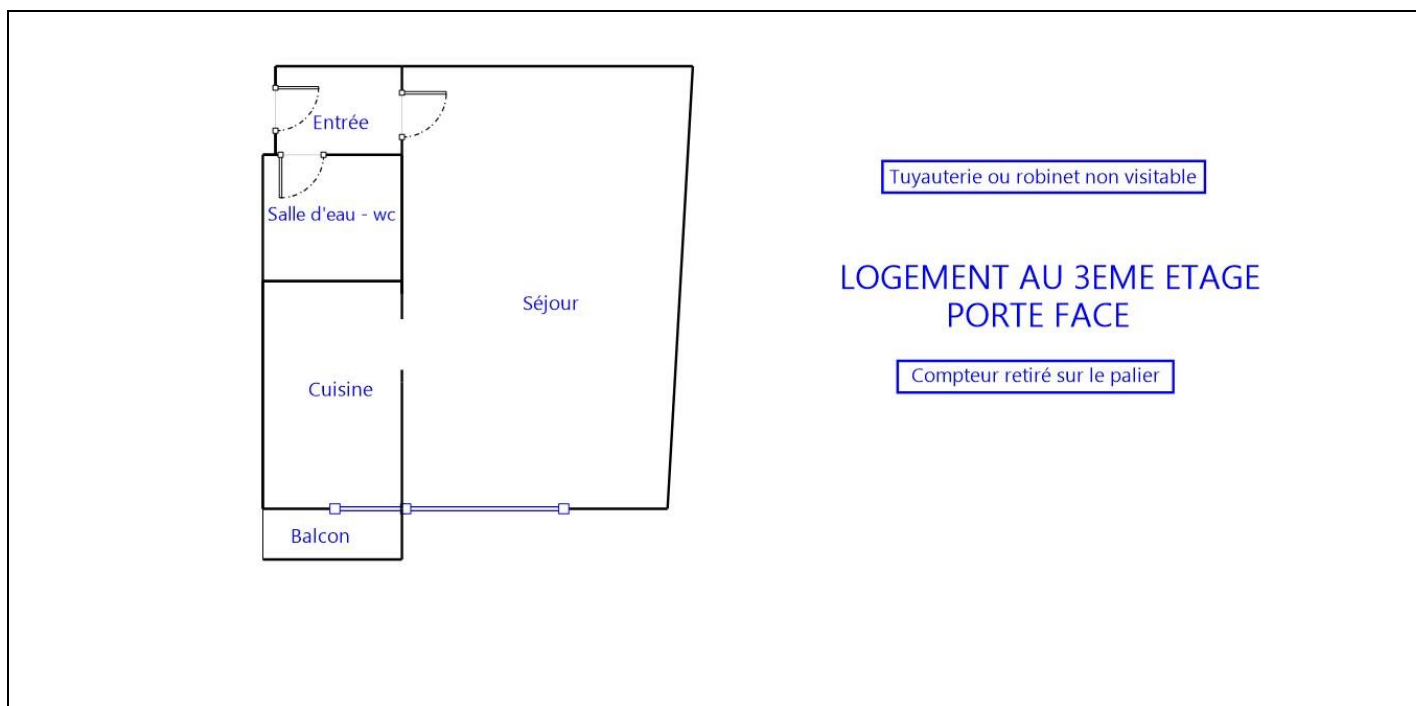 Entrée
Tuyauterie ou robinet non visitable
Salle d'eau - wc
LOGEMENT AU 3EME ETAGE
PORTE FACE
Séjour
Compteur retiré sur le palier
Cuisine
Balcon